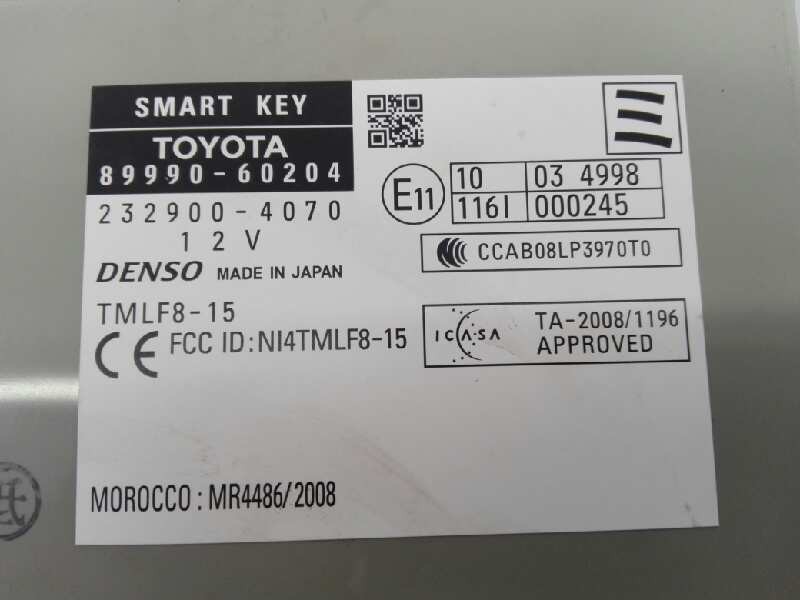 SMART KEY
TOYOTA
89990-60204
232900-4070
12V
DENSO MADE IN JAPAN
TMLF8-15
CE FCC ID:NI4TMLF8-15
E11
10 03 4998
116I 000245
CCC CCAB08LP3970T0
ICASA TA-2008/1196
APPROVED
MOROCCO: MR4486/2008